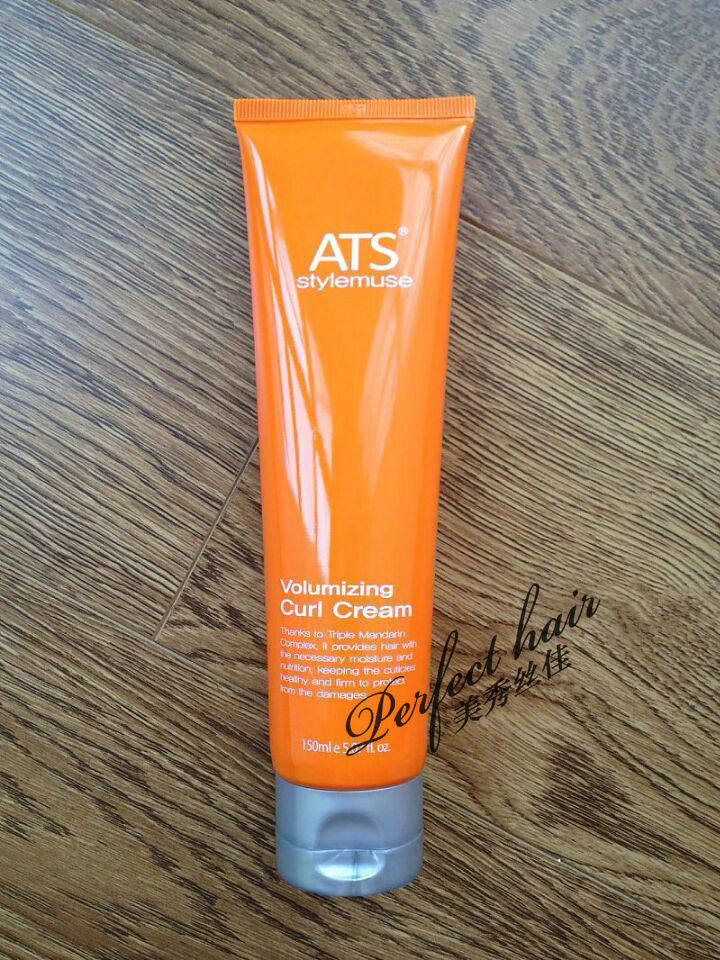 ATS®
stylemuse
Volumizing
Curl Cream
Thanks to Triple Mandarin
Complex, it provides hair with
the necessary moisture and
nutrition, keeping the cuticles
healthy and firm to protect
from the damages.
150ml e fl. oz.
Perfect hair
美秀丝佳